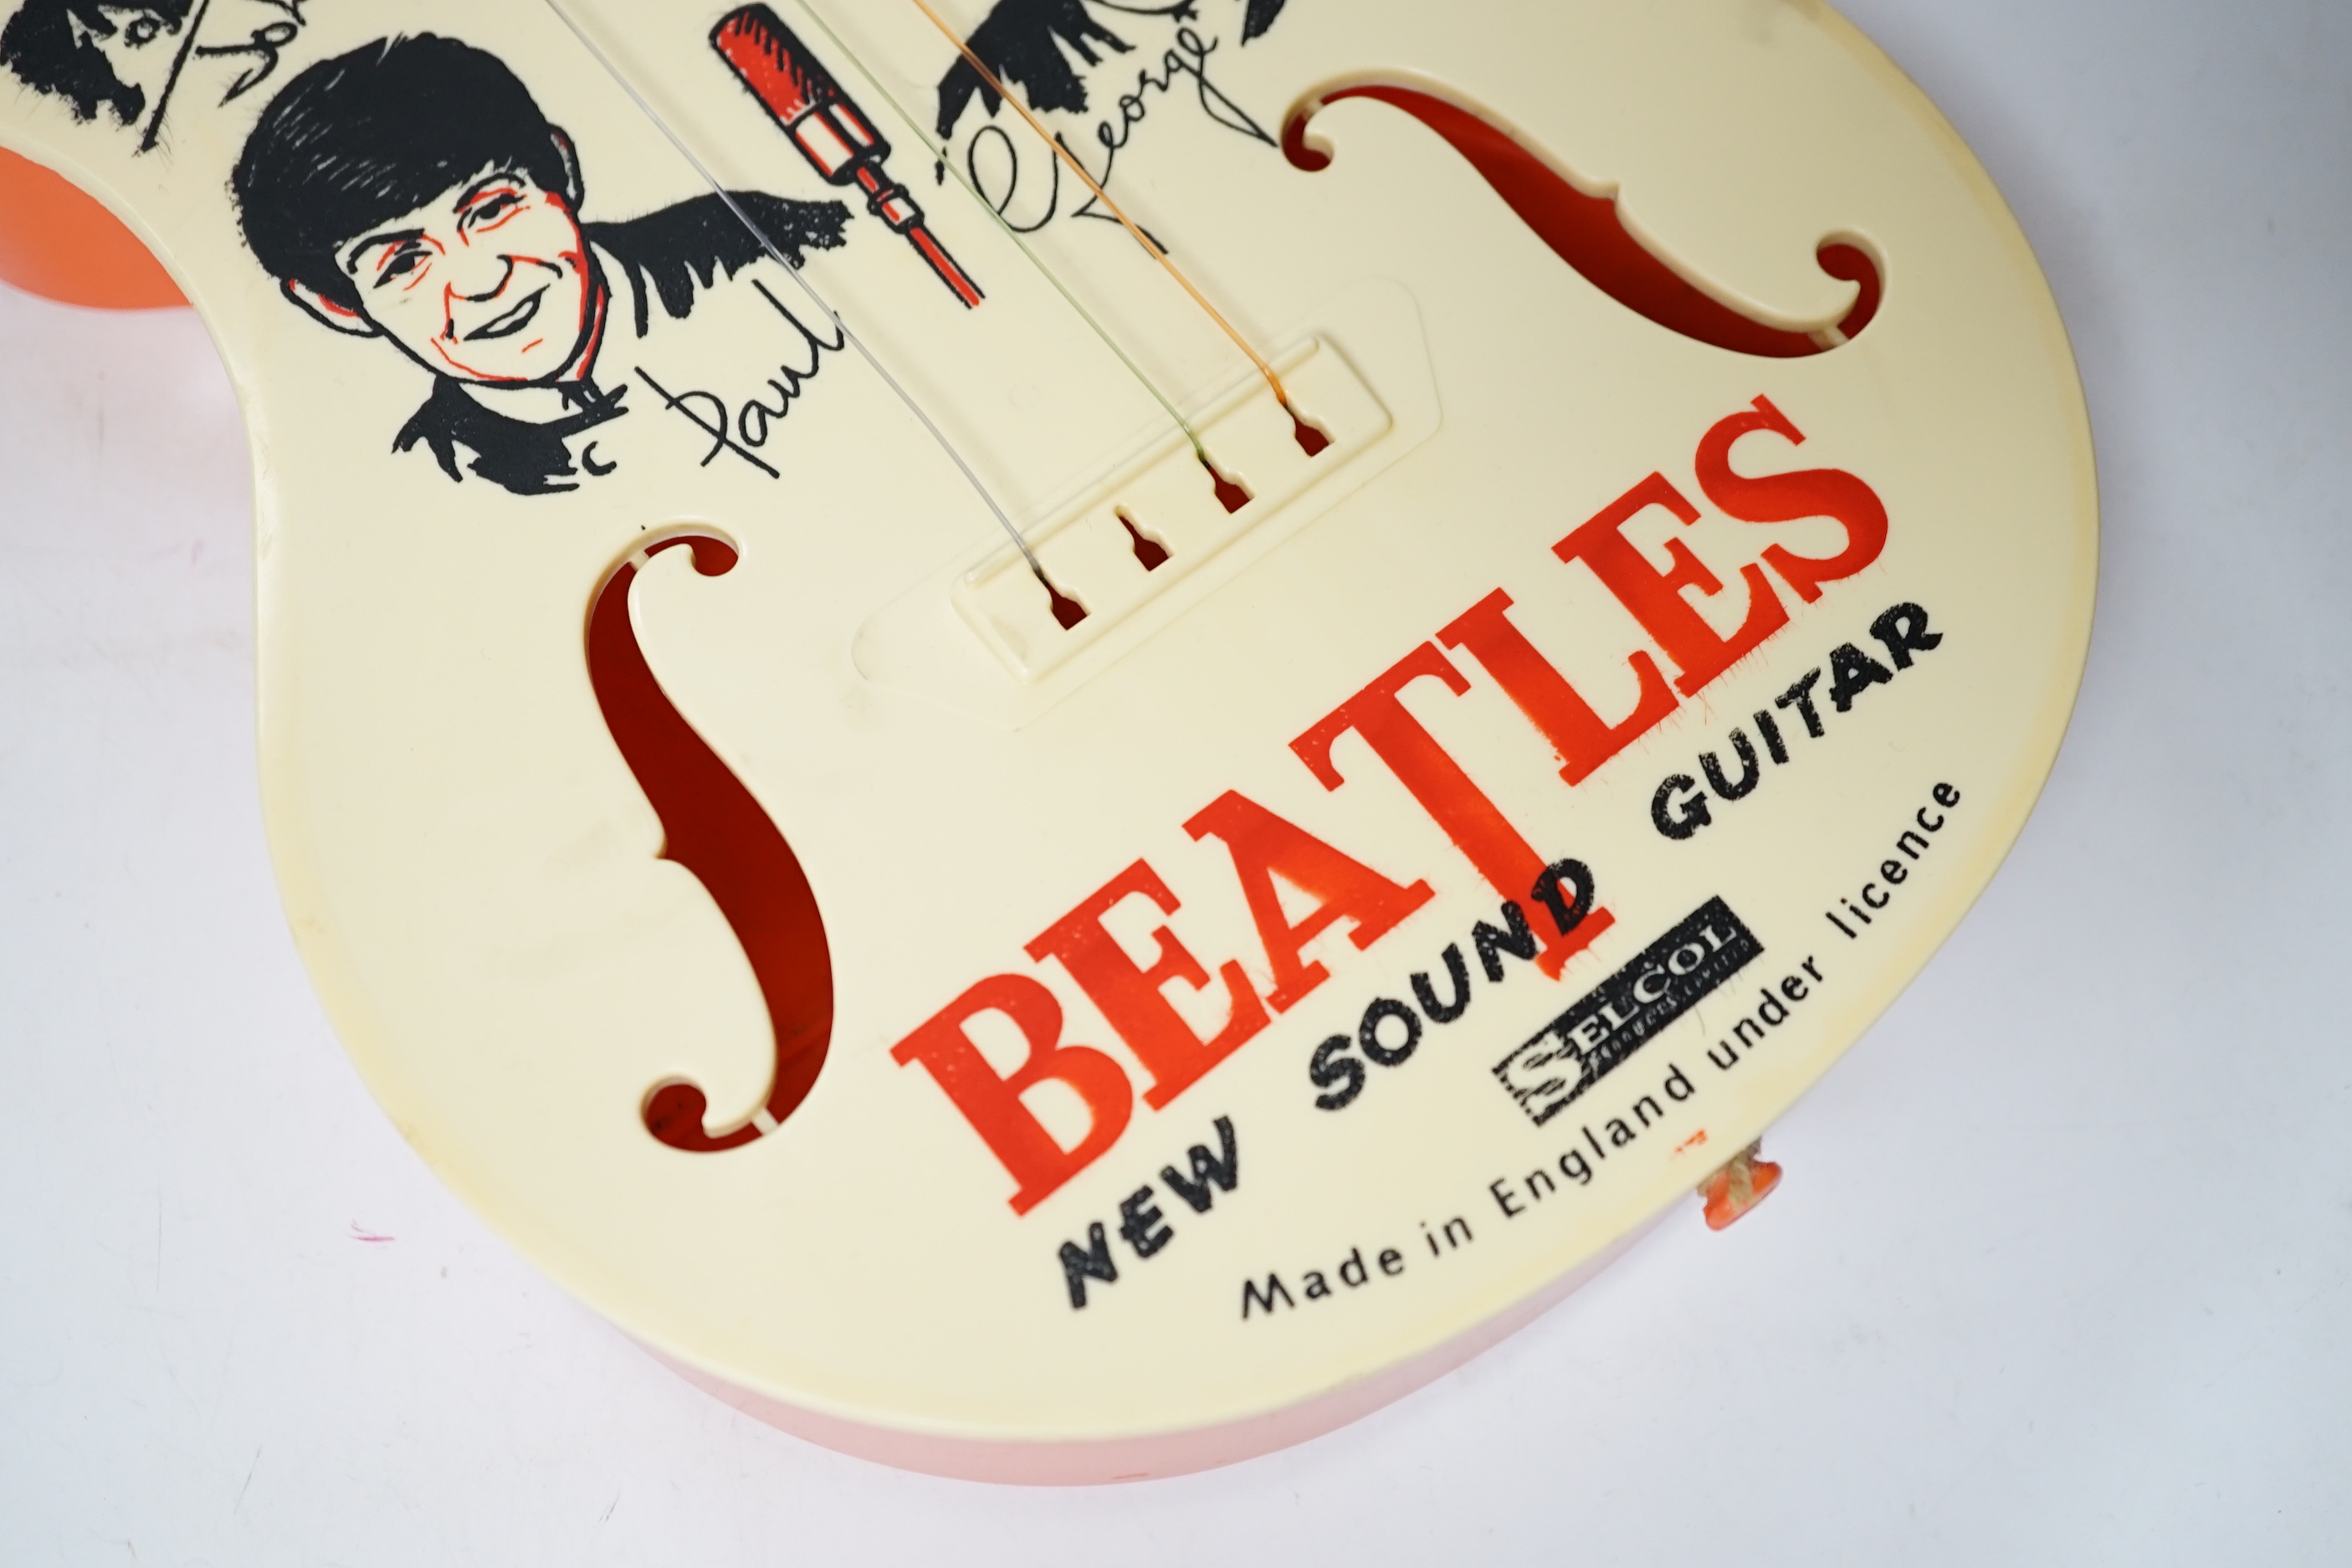 George
Paul
BEATLES
NEW SOUND GUITAR
SELCOL
Made in England under licence